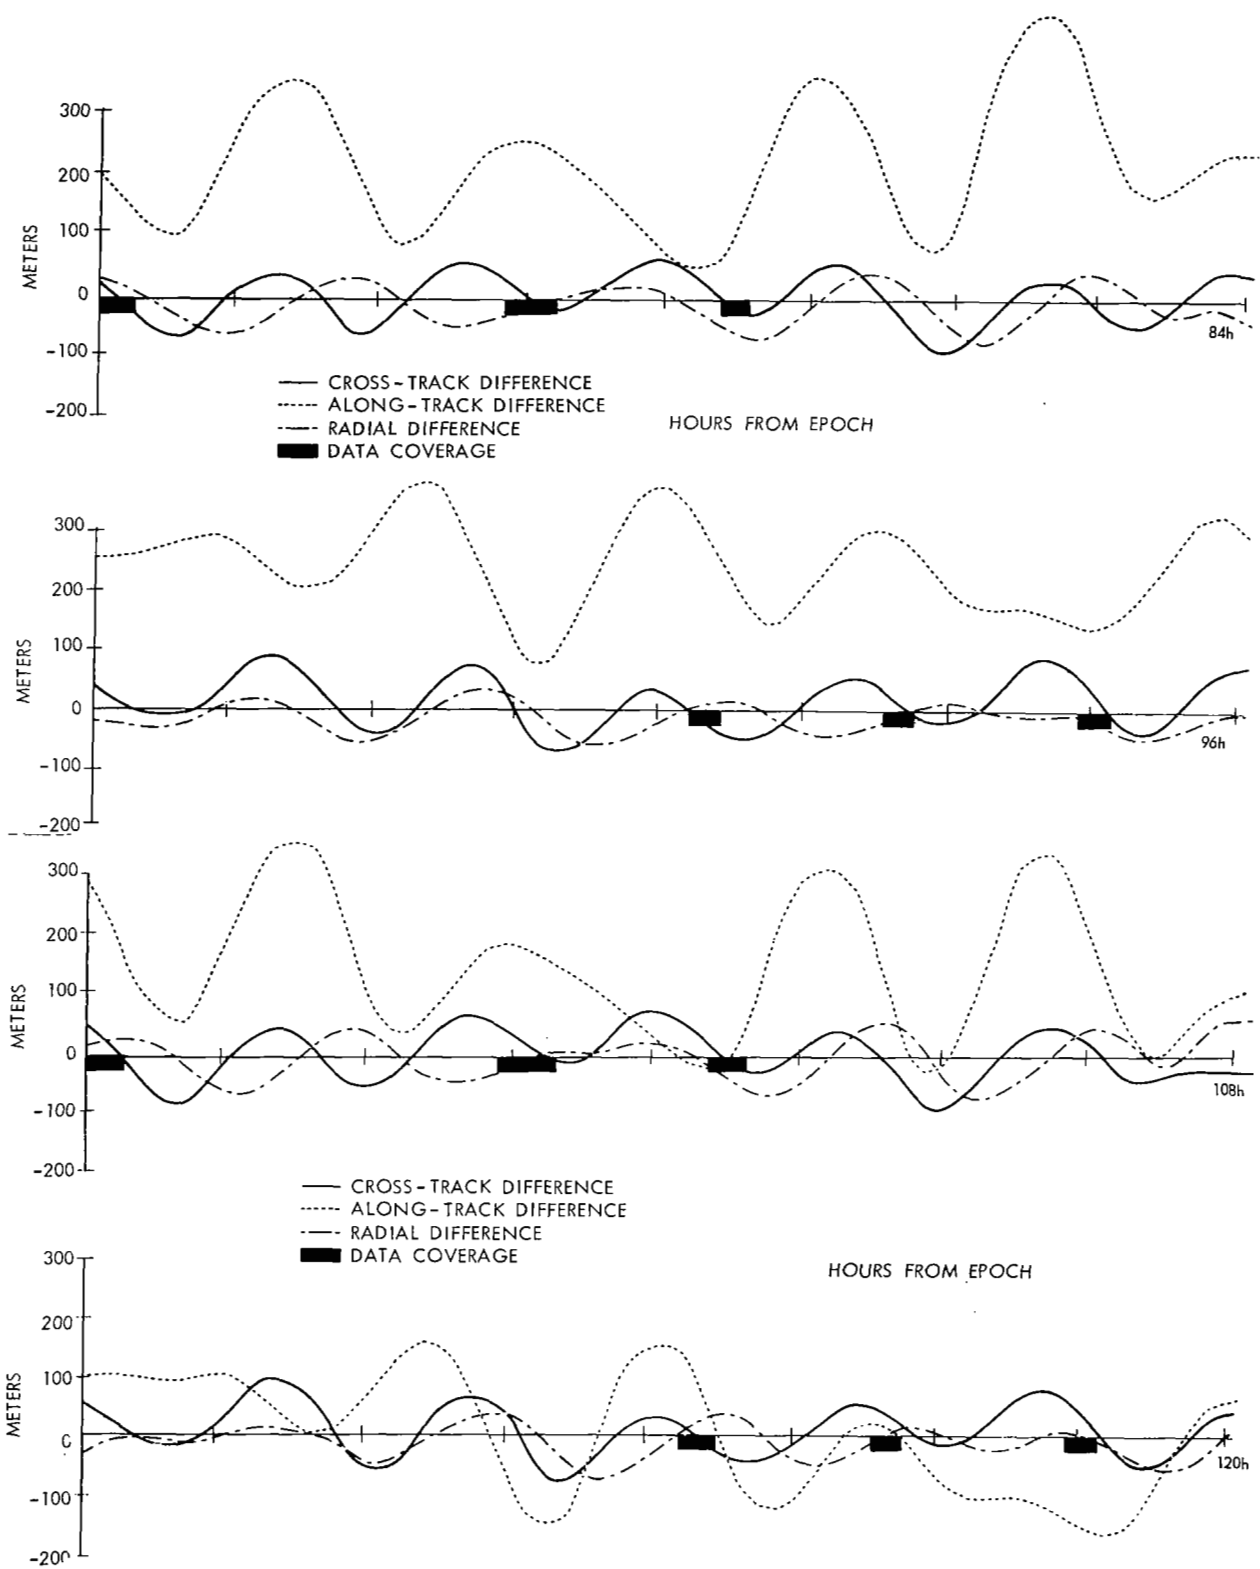 300
200
100
METERS
0
84h
-100
-200
CROSS-TRACK DIFFERENCE
ALONG-TRACK DIFFERENCE
RADIAL DIFFERENCE
DATA COVERAGE
HOURS FROM EPOCH
300
200
100
METERS
0
96h
-100
-200
300
200
100
METERS
0
108h
-100
-200
CROSS-TRACK DIFFERENCE
ALONG-TRACK DIFFERENCE
RADIAL DIFFERENCE
DATA COVERAGE
HOURS FROM EPOCH
300
200
100
METERS
0
120h
-100
-200